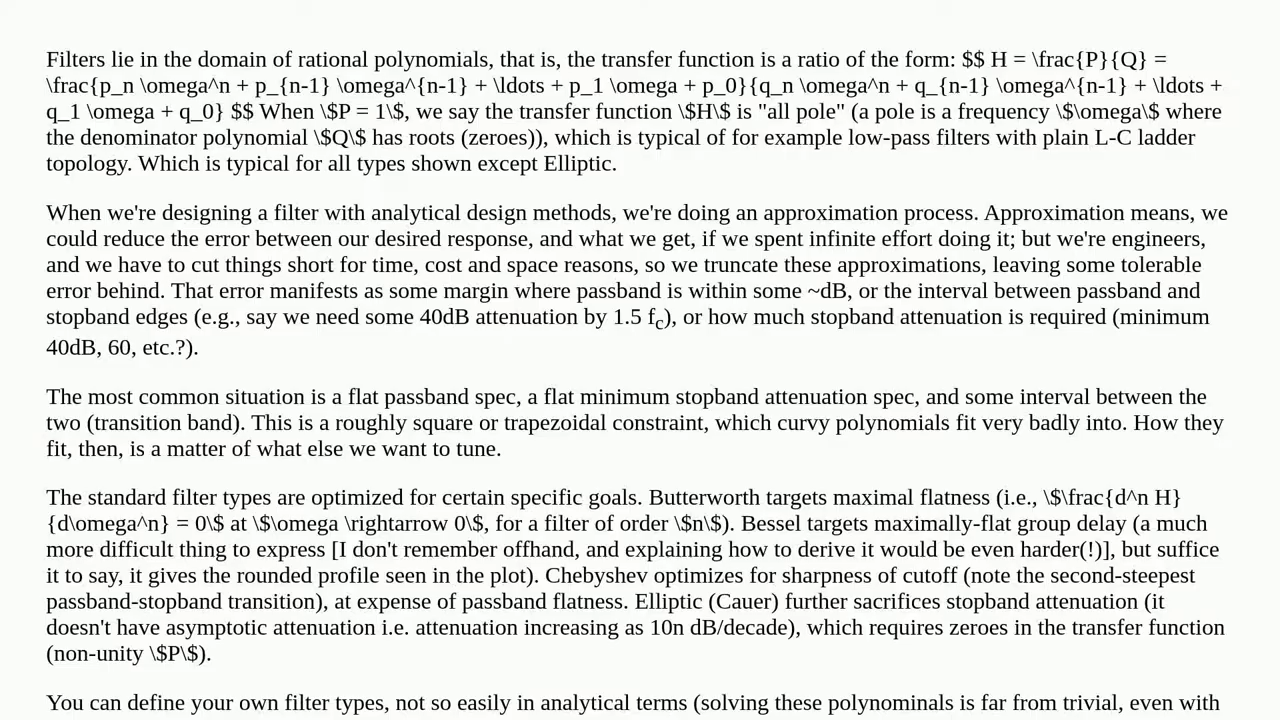 Filters lie in the domain of rational polynomials, that is, the transfer function is a ratio of the form: $$ H = \frac{P}{Q} =
\frac{p_n \omega^n + p_{n-1} \omega^{n-1} + \ldots + p_1 \omega + p_0}{q_n \omega^n + q_{n-1} \omega^{n-1} + \ldots +
q_1 \omega + q_0} $$ When \$P = 1\$, we say the transfer function \$H\$ is "all pole" (a pole is a frequency \$\omega\$ where
the denominator polynomial \$Q\$ has roots (zeroes)), which is typical of for example low-pass filters with plain L-C ladder
topology. Which is typical for all types shown except Elliptic.
When we're designing a filter with analytical design methods, we're doing an approximation process. Approximation means, we
could reduce the error between our desired response, and what we get, if we spent infinite effort doing it; but we're engineers,
and we have to cut things short for time, cost and space reasons, so we truncate these approximations, leaving some tolerable
error behind. That error manifests as some margin where passband is within some ~dB, or the interval between passband and
stopband edges (e.g., say we need some 40dB attenuation by 1.5 fc), or how much stopband attenuation is required (minimum
40dB, 60, etc.?).
The most common situation is a flat passband spec, a flat minimum stopband attenuation spec, and some interval between the
two (transition band). This is a roughly square or trapezoidal constraint, which curvy polynomials fit very badly into. How they
fit, then, is a matter of what else we want to tune.
The standard filter types are optimized for certain specific goals. Butterworth targets maximal flatness (i.e., \$\frac{d^n H}
{d\omega^n} = 0\$ at \$\omega \rightarrow 0\$, for a filter of order \$n\$). Bessel targets maximally-flat group delay (a much
more difficult thing to express [I don't remember offhand, and explaining how to derive it would be even harder(!)], but suffice
it to say, it gives the rounded profile seen in the plot). Chebyshev optimizes for sharpness of cutoff (note the second-steepest
passband-stopband transition), at expense of passband flatness. Elliptic (Cauer) further sacrifices stopband attenuation (it
doesn't have asymptotic attenuation i.e. attenuation increasing as 10n dB/decade), which requires zeroes in the transfer function
(non-unity \$P\$).
You can define your own filter types, not so easily in analytical terms (solving these polynominals is far from trivial, even with